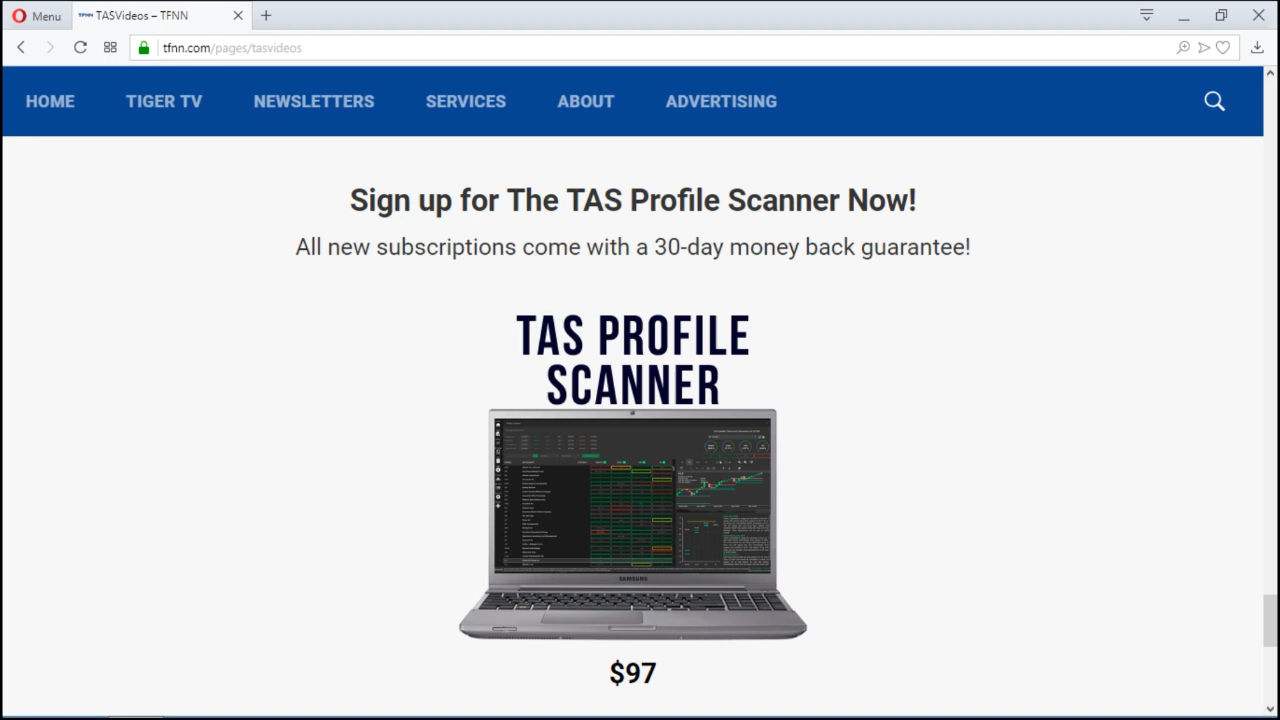 Menu
TFNN TASVideos – TFNN
tfnn.com/pages/tasvideos
HOME
TIGER TV
NEWSLETTERS
SERVICES
ABOUT
ADVERTISING
Sign up for The TAS Profile Scanner Now!
All new subscriptions come with a 30-day money back guarantee!
TAS PROFILE
SCANNER
SAMSUNG
$97